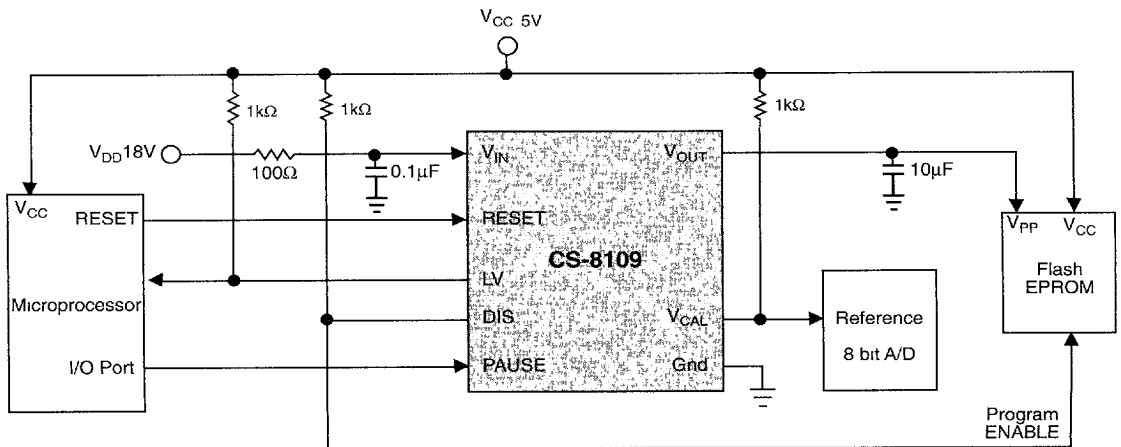 VCC 5V
1kΩ
1kΩ
1kΩ
VDD18V
100Ω
0.1µF
VIN
VOUT
10µF
VCC
RESET
RESET
VPP
VCC
CS-8109
Flash
EPROM
LV
Microprocessor
DIS
VCAL
Reference
8 bit A/D
I/O Port
PAUSE
Gnd
Program
ENABLE